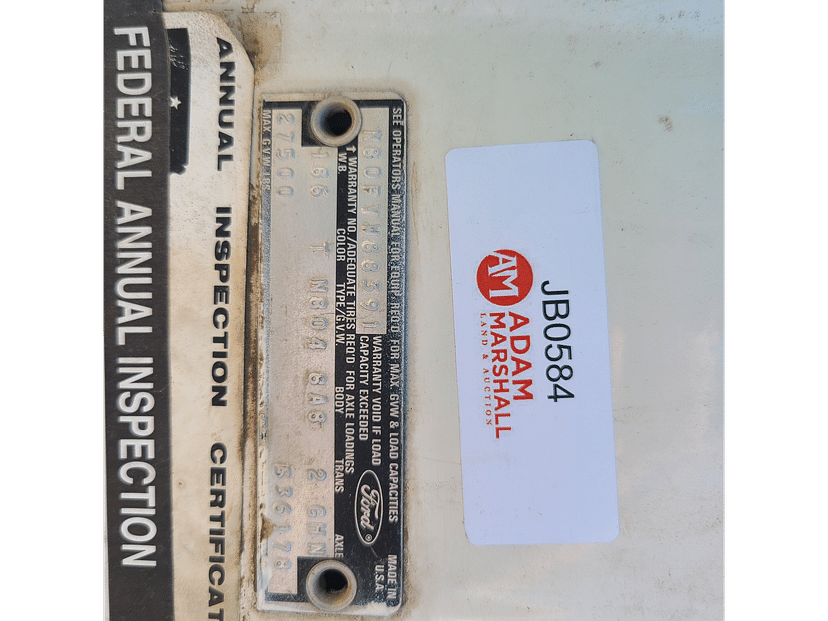 FEDERAL ANNUAL INSPECTION
ANNUAL INSPECTION CERTIFICAT
SEE OPERATORS MANUAL FOR EQUIP. REQ'D FOR MAX. GVW & LOAD CAPACITIES
WARRANTY VOID IF LOAD
CAPACITY EXCEEDED
Ford ®
MADE IN
U.S.A.
↑ WARRANTY NO./ADEQUATE TIRES REQ'D FOR AXLE LOADINGS
W.B. COLOR TYPE/G.V.W. BODY TRANS AXLE
186 T N804
MAX. G.V.W. LBS
27500
JB0584
AM
ADAM
MARSHALL
LAND & AUCTION